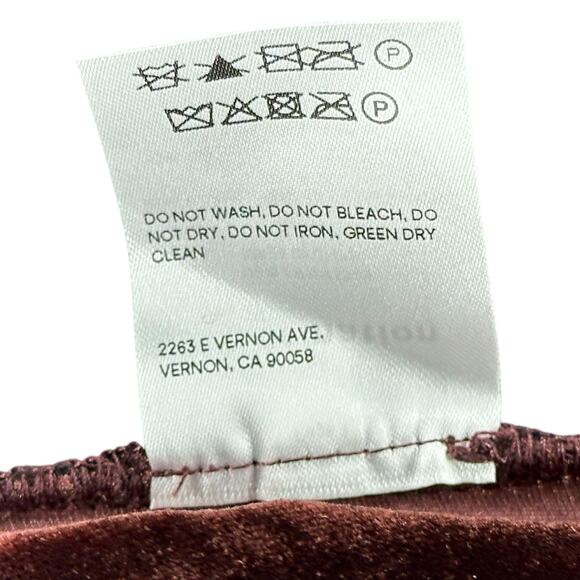 P
P
DO NOT WASH, DO NOT BLEACH, DO
NOT DRY, DO NOT IRON, GREEN DRY
CLEAN
2263 E VERNON AVE.
VERNON, CA 90058